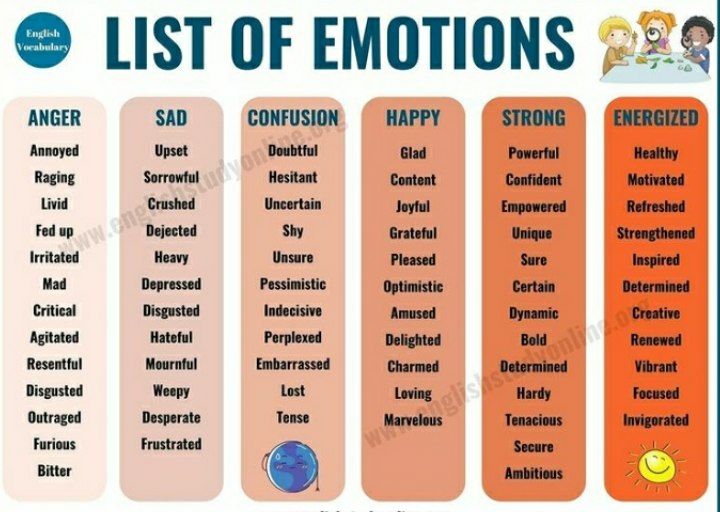 English
Vocabulary
LIST OF EMOTIONS
ANGER
Annoyed
Raging
Livid
Fed up
Irritated
Mad
Critical
Agitated
Resentful
Disgusted
Outraged
Furious
Bitter
SAD
Upset
Sorrowful
Crushed
Dejected
Heavy
Depressed
Disgusted
Hateful
Mournful
Weepy
Desperate
Frustrated
CONFUSION
Doubtful
Hesitant
Uncertain
Shy
Unsure
Pessimistic
Indecisive
Perplexed
Embarrassed
Lost
Tense
HAPPY
Glad
Content
Joyful
Grateful
Pleased
Optimistic
Amused
Delighted
Charmed
Loving
Marvelous
STRONG
Powerful
Confident
Empowered
Unique
Sure
Certain
Dynamic
Bold
Determined
Hardy
Tenacious
Secure
Ambitious
ENERGIZED
Healthy
Motivated
Refreshed
Strengthened
Inspired
Determined
Creative
Renewed
Vibrant
Focused
Invigorated
www.englishstudyonline.org
www.englishstudyonline.org